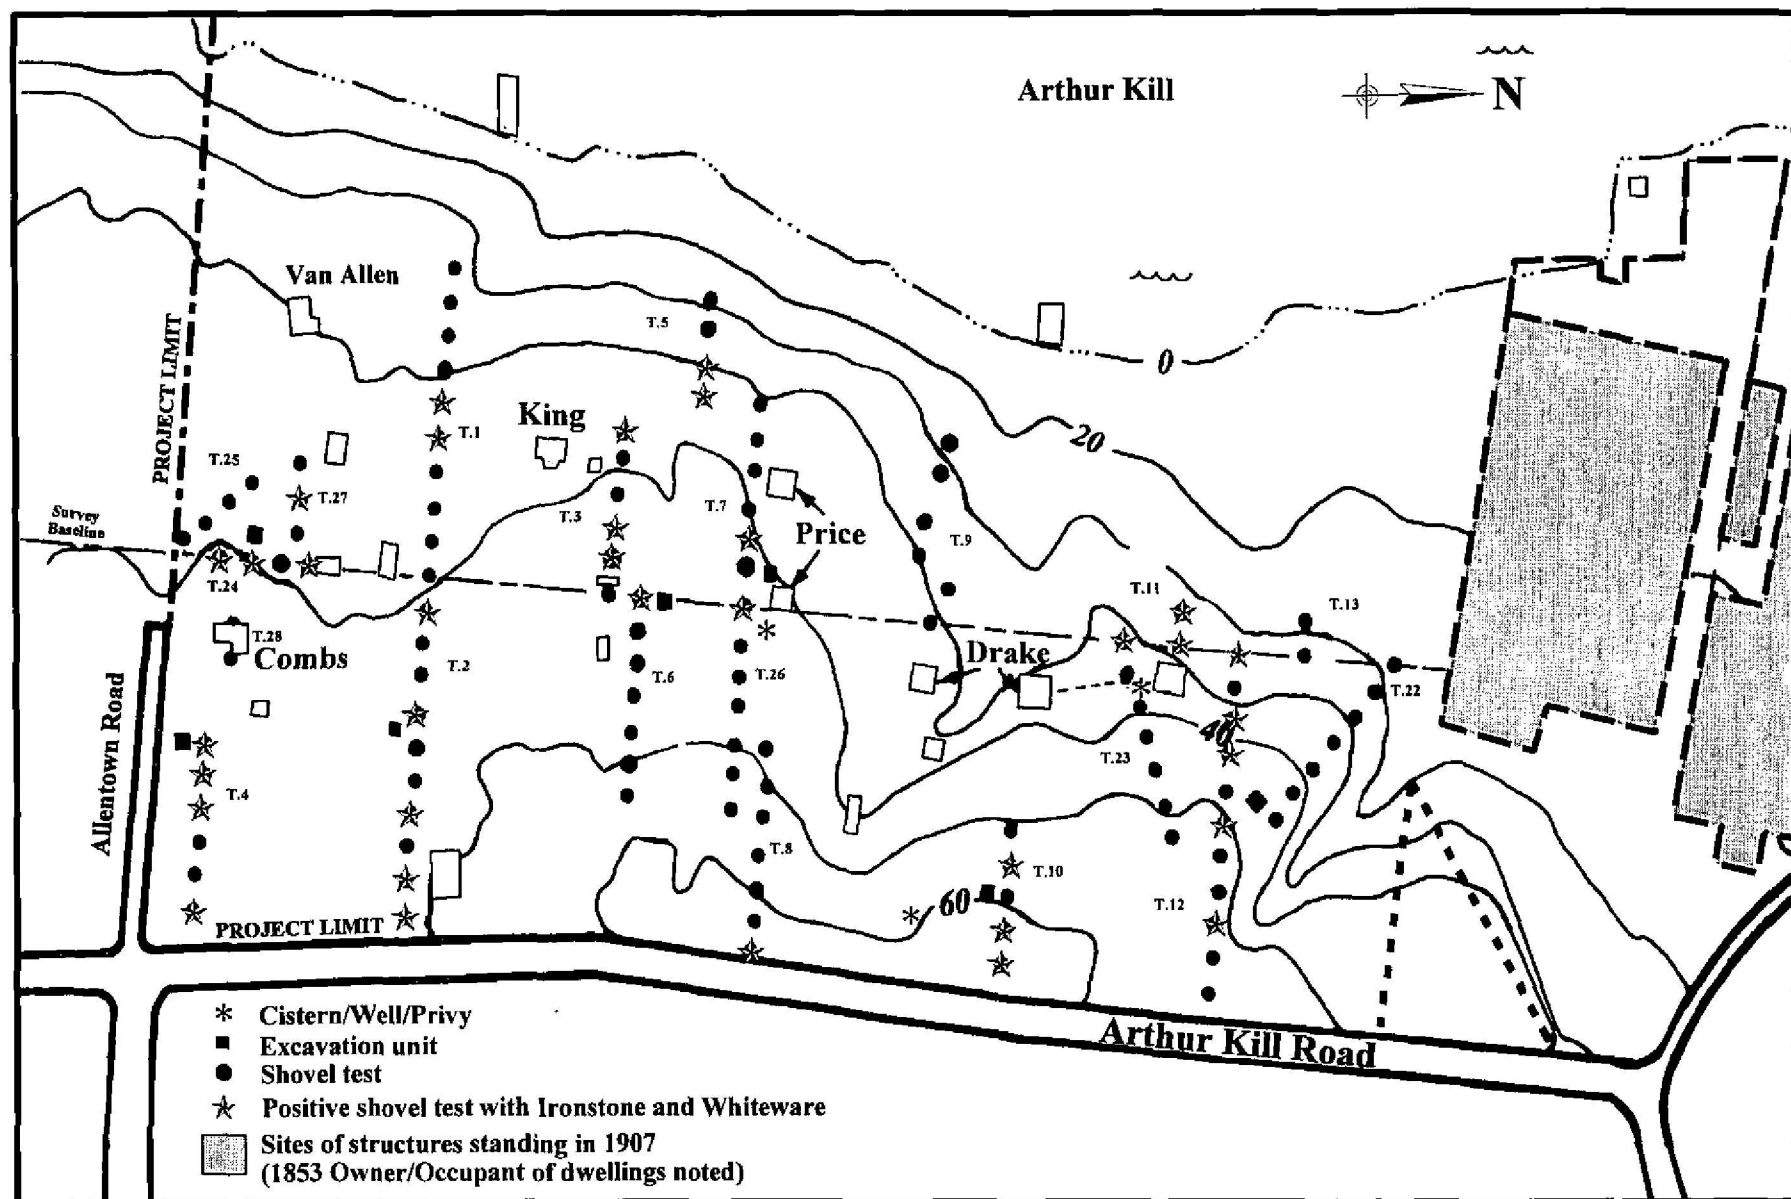 Arthur Kill
N
Van Allen
PROJECT LIMIT
T.5
0
King
T.1
20
T.25
T.27
T.3
T.7
Survey
Baseline
Price
T.9
T.24
T.11
T.13
T.28
Combs
T.2
T.6
T.26
Drake
T.22
Allentown Road
40
T.23
T.4
T.8
T.10
60
T.12
PROJECT LIMIT
Arthur Kill Road
Cistern/Well/Privy
Excavation unit
Shovel test
Positive shovel test with Ironstone and Whiteware
Sites of structures standing in 1907
(1853 Owner/Occupant of dwellings noted)